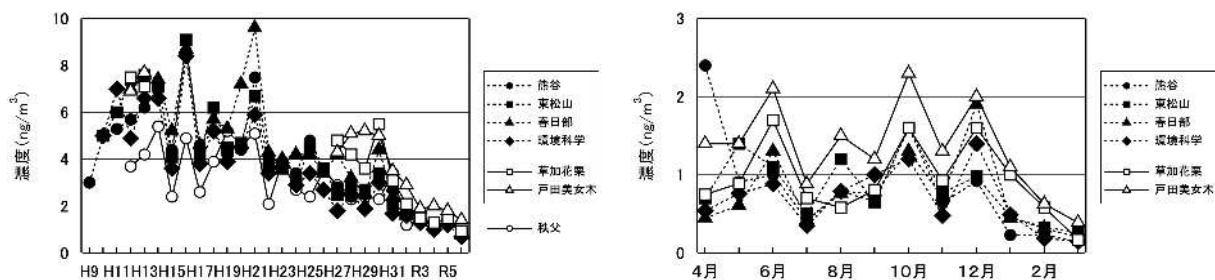 10
8
6
4
2
0
濃度(ng/m³)
H9 H11 H13 H15 H17 H19 H21 H23 H25 H27 H29 H31 R3 R5
熊谷
東松山
春日部
環境科学
草加花栗
戸田美女木
秩父
3
2
1
0
濃度(ng/m³)
4月 6月 8月 10月 12月 2月
熊谷
東松山
春日部
環境科学
草加花栗
戸田美女木